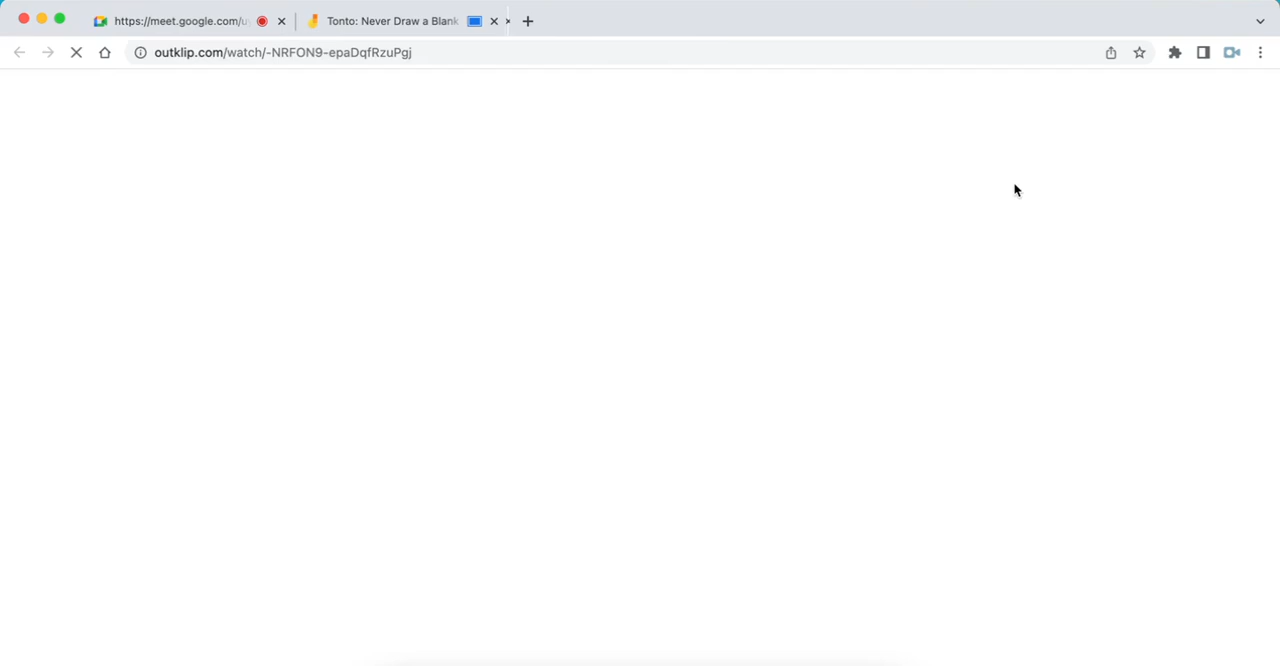 https://meet.google.com/u
Tonto: Never Draw a Blank
outklip.com/watch/-NRFON9-epaDqfRzuPgj